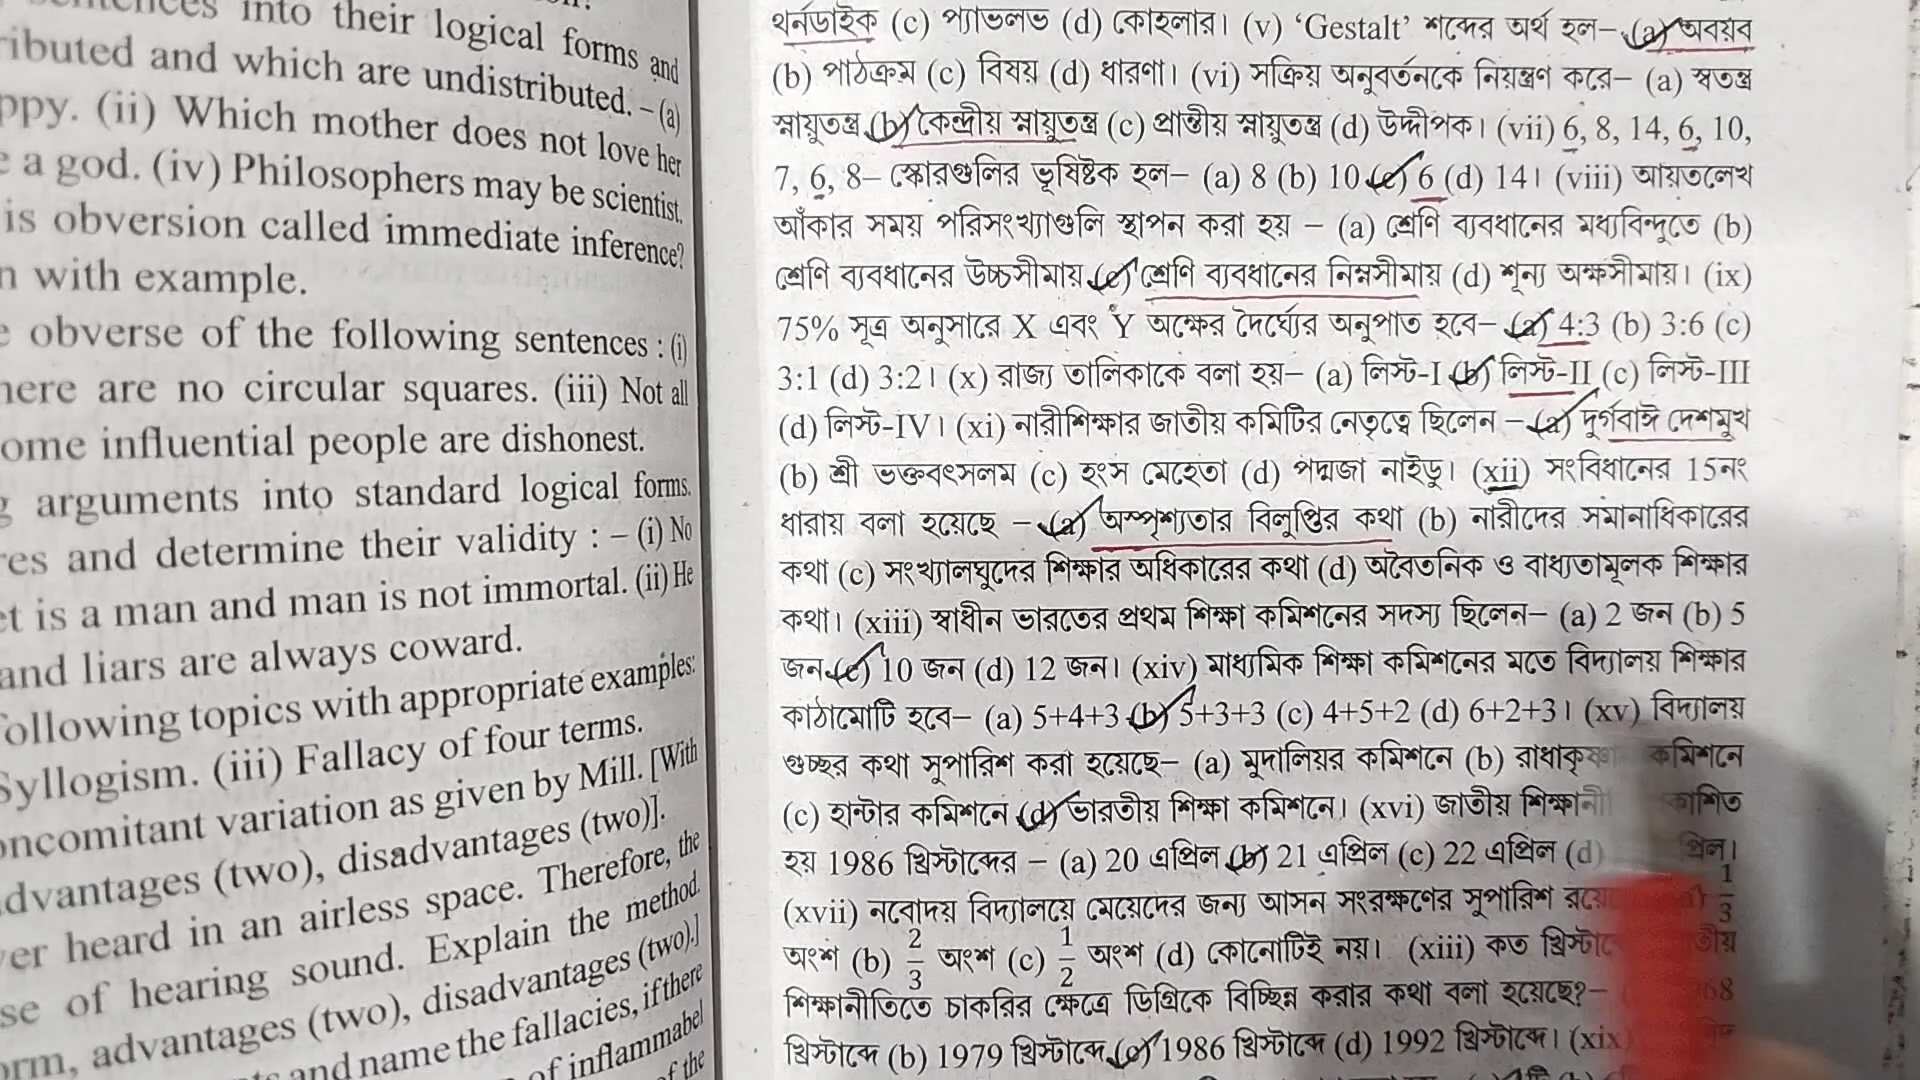 into their logical forms and
ributed and which are undistributed. – (a)
ppy. (ii) Which mother does not love her
e a god. (iv) Philosophers may be scientist.
is obversion called immediate inference?
n with example.
e obverse of the following sentences : (i)
here are no circular squares. (iii) Not all
ome influential people are dishonest.
g arguments into standard logical forms.
res and determine their validity : – (i) No
et is a man and man is not immortal. (ii) He
and liars are always coward.
following topics with appropriate examples:
Syllogism. (iii) Fallacy of four terms.
oncomitant variation as given by Mill. [With
dvantages (two), disadvantages (two)].
ver heard in an airless space. Therefore, the
se of hearing sound. Explain the method.
orm, advantages (two), disadvantages (two).]
and name the fallacies, if there
of inflammabel
of the
থর্নডাইক (c) প্যাভলভ (d) কোহলার। (v) ‘Gestalt’ শব্দের অর্থ হল– (a) অবয়ব
(b) পাঠক্রম (c) বিষয় (d) ধারণা। (vi) সক্রিয় অনুবর্তনকে নিয়ন্ত্রণ করে– (a) স্বতন্ত্র
স্নায়ুতন্ত্র (b) কেন্দ্রীয় স্নায়ুতন্ত্র (c) প্রান্তীয় স্নায়ুতন্ত্র (d) উদ্দীপক। (vii) 6, 8, 14, 6, 10,
7, 6, 8– স্কোরগুলির ভূষিষ্টক হল– (a) 8 (b) 10 (c) 6 (d) 14। (viii) আয়তলেখ
আঁকার সময় পরিসংখ্যাগুলি স্থাপন করা হয় – (a) শ্রেণি ব্যবধানের মধ্যবিন্দুতে (b)
শ্রেণি ব্যবধানের উচ্চসীমায় (c) শ্রেণি ব্যবধানের নিম্নসীমায় (d) শূন্য অক্ষসীমায়। (ix)
75% সূত্র অনুসারে X এবং Y অক্ষের দৈর্ঘ্যের অনুপাত হবে– (a) 4:3 (b) 3:6 (c)
3:1 (d) 3:2। (x) রাজ্য তালিকাকে বলা হয়– (a) লিস্ট-I (b) লিস্ট-II (c) লিস্ট-III
(d) লিস্ট-IV। (xi) নারীশিক্ষার জাতীয় কমিটির নেতৃত্বে ছিলেন – (a) দুর্গবাঈ দেশমুখ
(b) শ্রী ভক্তবৎসলম (c) হংস মেহেতা (d) পদ্মজা নাইডু। (xii) সংবিধানের 15নং
ধারায় বলা হয়েছে – (a) অস্পৃশ্যতার বিলুপ্তির কথা (b) নারীদের সমানাধিকারের
কথা (c) সংখ্যালঘুদের শিক্ষার অধিকারের কথা (d) অবৈতনিক ও বাধ্যতামূলক শিক্ষার
কথা। (xiii) স্বাধীন ভারতের প্রথম শিক্ষা কমিশনের সদস্য ছিলেন– (a) 2 জন (b) 5
জন (c) 10 জন (d) 12 জন। (xiv) মাধ্যমিক শিক্ষা কমিশনের মতে বিদ্যালয় শিক্ষার
কাঠামোটি হবে– (a) 5+4+3 (b) 5+3+3 (c) 4+5+2 (d) 6+2+3। (xv) বিদ্যালয়
গুচ্ছর কথা সুপারিশ করা হয়েছে– (a) মুদালিয়র কমিশনে (b) রাধাকৃষ্ণ কমিশনে
(c) হান্টার কমিশনে (d) ভারতীয় শিক্ষা কমিশনে। (xvi) জাতীয় শিক্ষানী
হয় 1986 খ্রিস্টাব্দের – (a) 20 এপ্রিল (b) 21 এপ্রিল (c) 22 এপ্রিল (d)
(xvii) নবোদয় বিদ্যালয়ে মেয়েদের জন্য আসন সংরক্ষণের সুপারিশ 1/3
অংশ (b) 2/3 অংশ (c) 1/2 অংশ (d) কোনোটিই নয়। (xiii) কত
শিক্ষানীতিতে চাকরির ক্ষেত্রে ডিগ্রিকে বিচ্ছিন্ন করার কথা বলা হয়েছে?–
খ্রিস্টাব্দে (b) 1979 খ্রিস্টাব্দে (c) 1986 খ্রিস্টাব্দে (d) 1992 খ্রিস্টাব্দে। (xix)